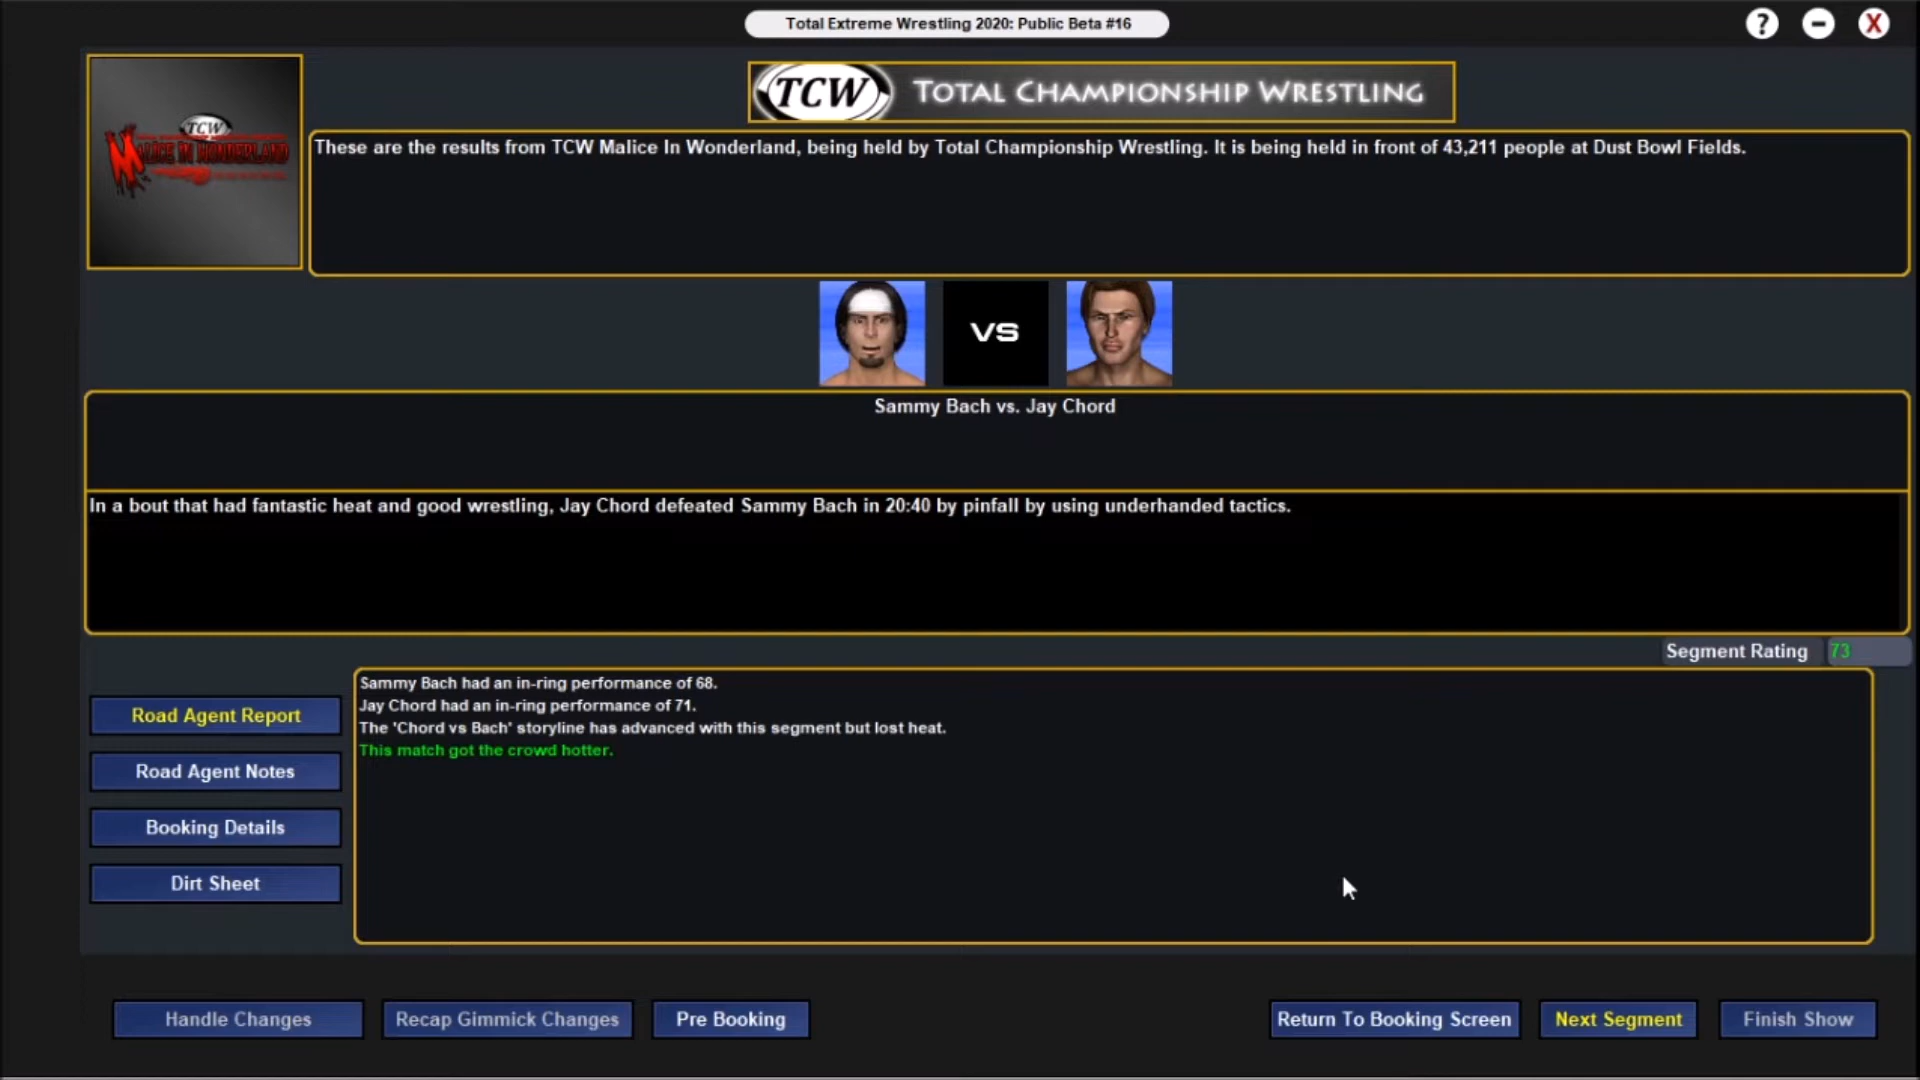 Total Extreme Wrestling 2020: Public Beta #16
?
X
TCW
MALICE IN WONDERLAND
TCW TOTAL CHAMPIONSHIP WRESTLING
These are the results from TCW Malice In Wonderland, being held by Total Championship Wrestling. It is being held in front of 43,211 people at Dust Bowl Fields.
VS
Sammy Bach vs. Jay Chord
In a bout that had fantastic heat and good wrestling, Jay Chord defeated Sammy Bach in 20:40 by pinfall by using underhanded tactics.
Segment Rating 73
Sammy Bach had an in-ring performance of 68.
Jay Chord had an in-ring performance of 71.
The 'Chord vs Bach' storyline has advanced with this segment but lost heat.
This match got the crowd hotter.
Road Agent Report
Road Agent Notes
Booking Details
Dirt Sheet
Handle Changes Recap Gimmick Changes Pre Booking Return To Booking Screen Next Segment Finish Show